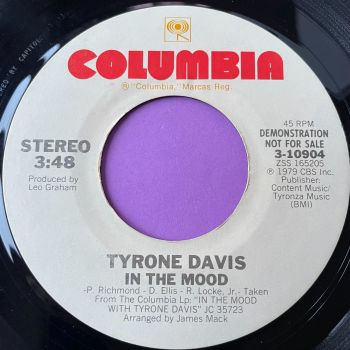 COLUMBIA
® "Columbia," Marcas Reg.
STEREO
3:48
Produced by
Leo Graham
45 RPM
DEMONSTRATION
NOT FOR SALE
3-10904
ZSS 165205
℗ 1979 CBS Inc.
Publisher:
Content Music/
Tyronza Music
(BMI)
TYRONE DAVIS
IN THE MOOD
-P. Richmond - D. Ellis - R. Locke, Jr.- Taken
From The Columbia Lp: "IN THE MOOD
WITH TYRONE DAVIS" JC 35723
Arranged by James Mack